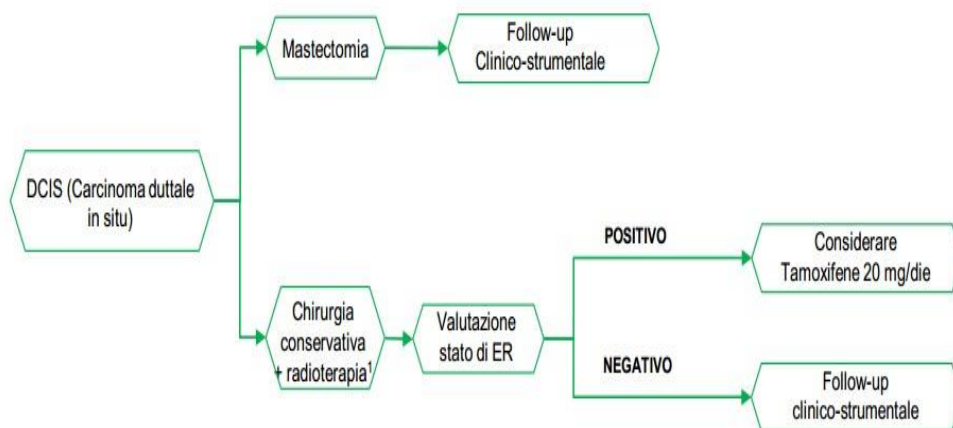 Mastectomia
Follow-up
Clinico-strumentale
DCIS (Carcinoma duttale
in situ)
Chirurgia
conservativa
+ radioterapia¹
Valutazione
stato di ER
POSITIVO
Considerare
Tamoxifene 20 mg/die
NEGATIVO
Follow-up
clinico-strumentale